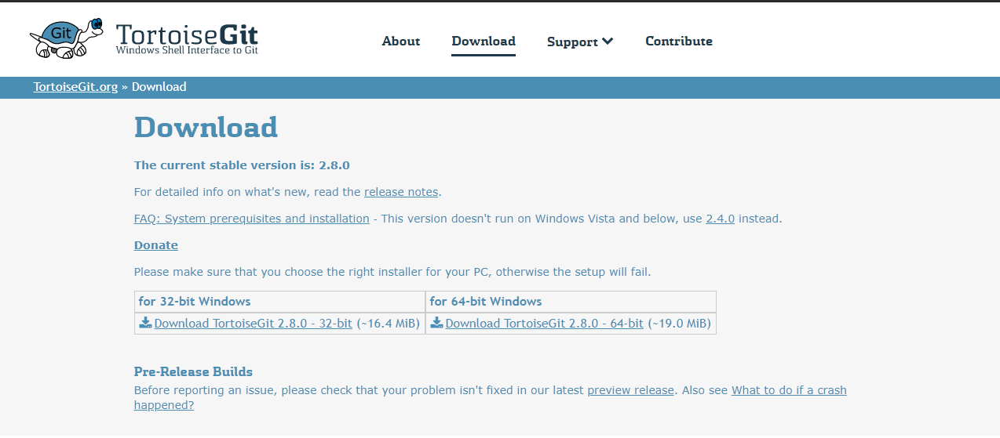 Git
TortoiseGit
Windows Shell Interface to Git
About Download Support Contribute
TortoiseGit.org » Download
Download
The current stable version is: 2.8.0
For detailed info on what's new, read the release notes.
FAQ: System prerequisites and installation - This version doesn't run on Windows Vista and below, use 2.4.0 instead.
Donate
Please make sure that you choose the right installer for your PC, otherwise the setup will fail.
for 32-bit Windows for 64-bit Windows
Download TortoiseGit 2.8.0 - 32-bit (~16.4 MiB) Download TortoiseGit 2.8.0 - 64-bit (~19.0 MiB)
Pre-Release Builds
Before reporting an issue, please check that your problem isn't fixed in our latest preview release. Also see What to do if a crash
happened?